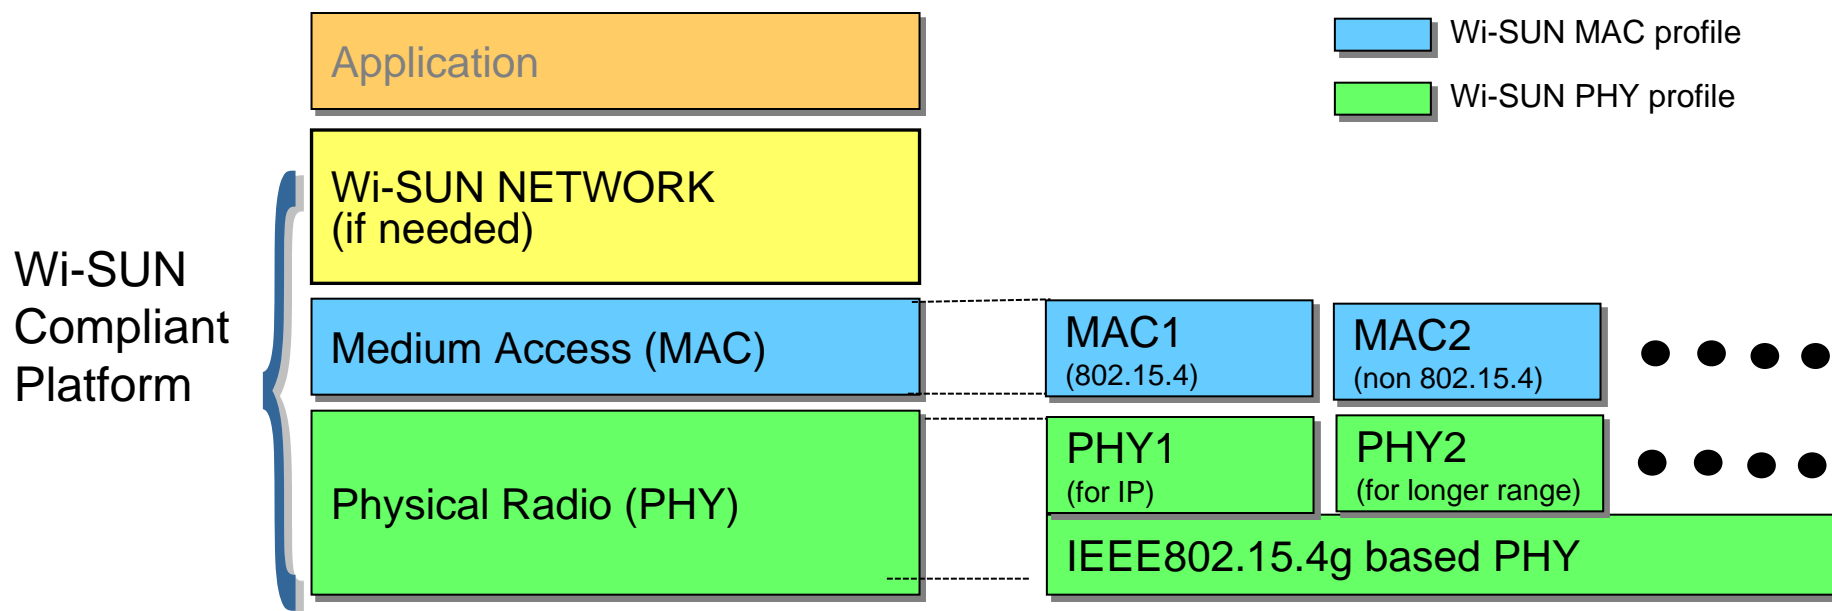 Application
Wi-SUN MAC profile
Wi-SUN PHY profile
Wi-SUN NETWORK
(if needed)
Wi-SUN
Compliant
Platform
Medium Access (MAC)
MAC1
(802.15.4)
MAC2
(non 802.15.4)
Physical Radio (PHY)
PHY1
(for IP)
PHY2
(for longer range)
IEEE802.15.4g based PHY